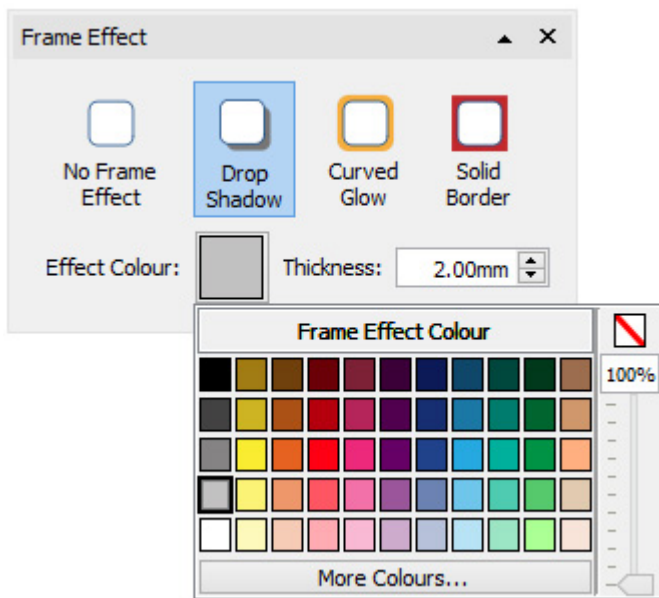 Frame Effect
No Frame
Effect
Drop
Shadow
Curved
Glow
Solid
Border
Effect Colour:
Thickness:
2.00mm
Frame Effect Colour
100%
More Colours...